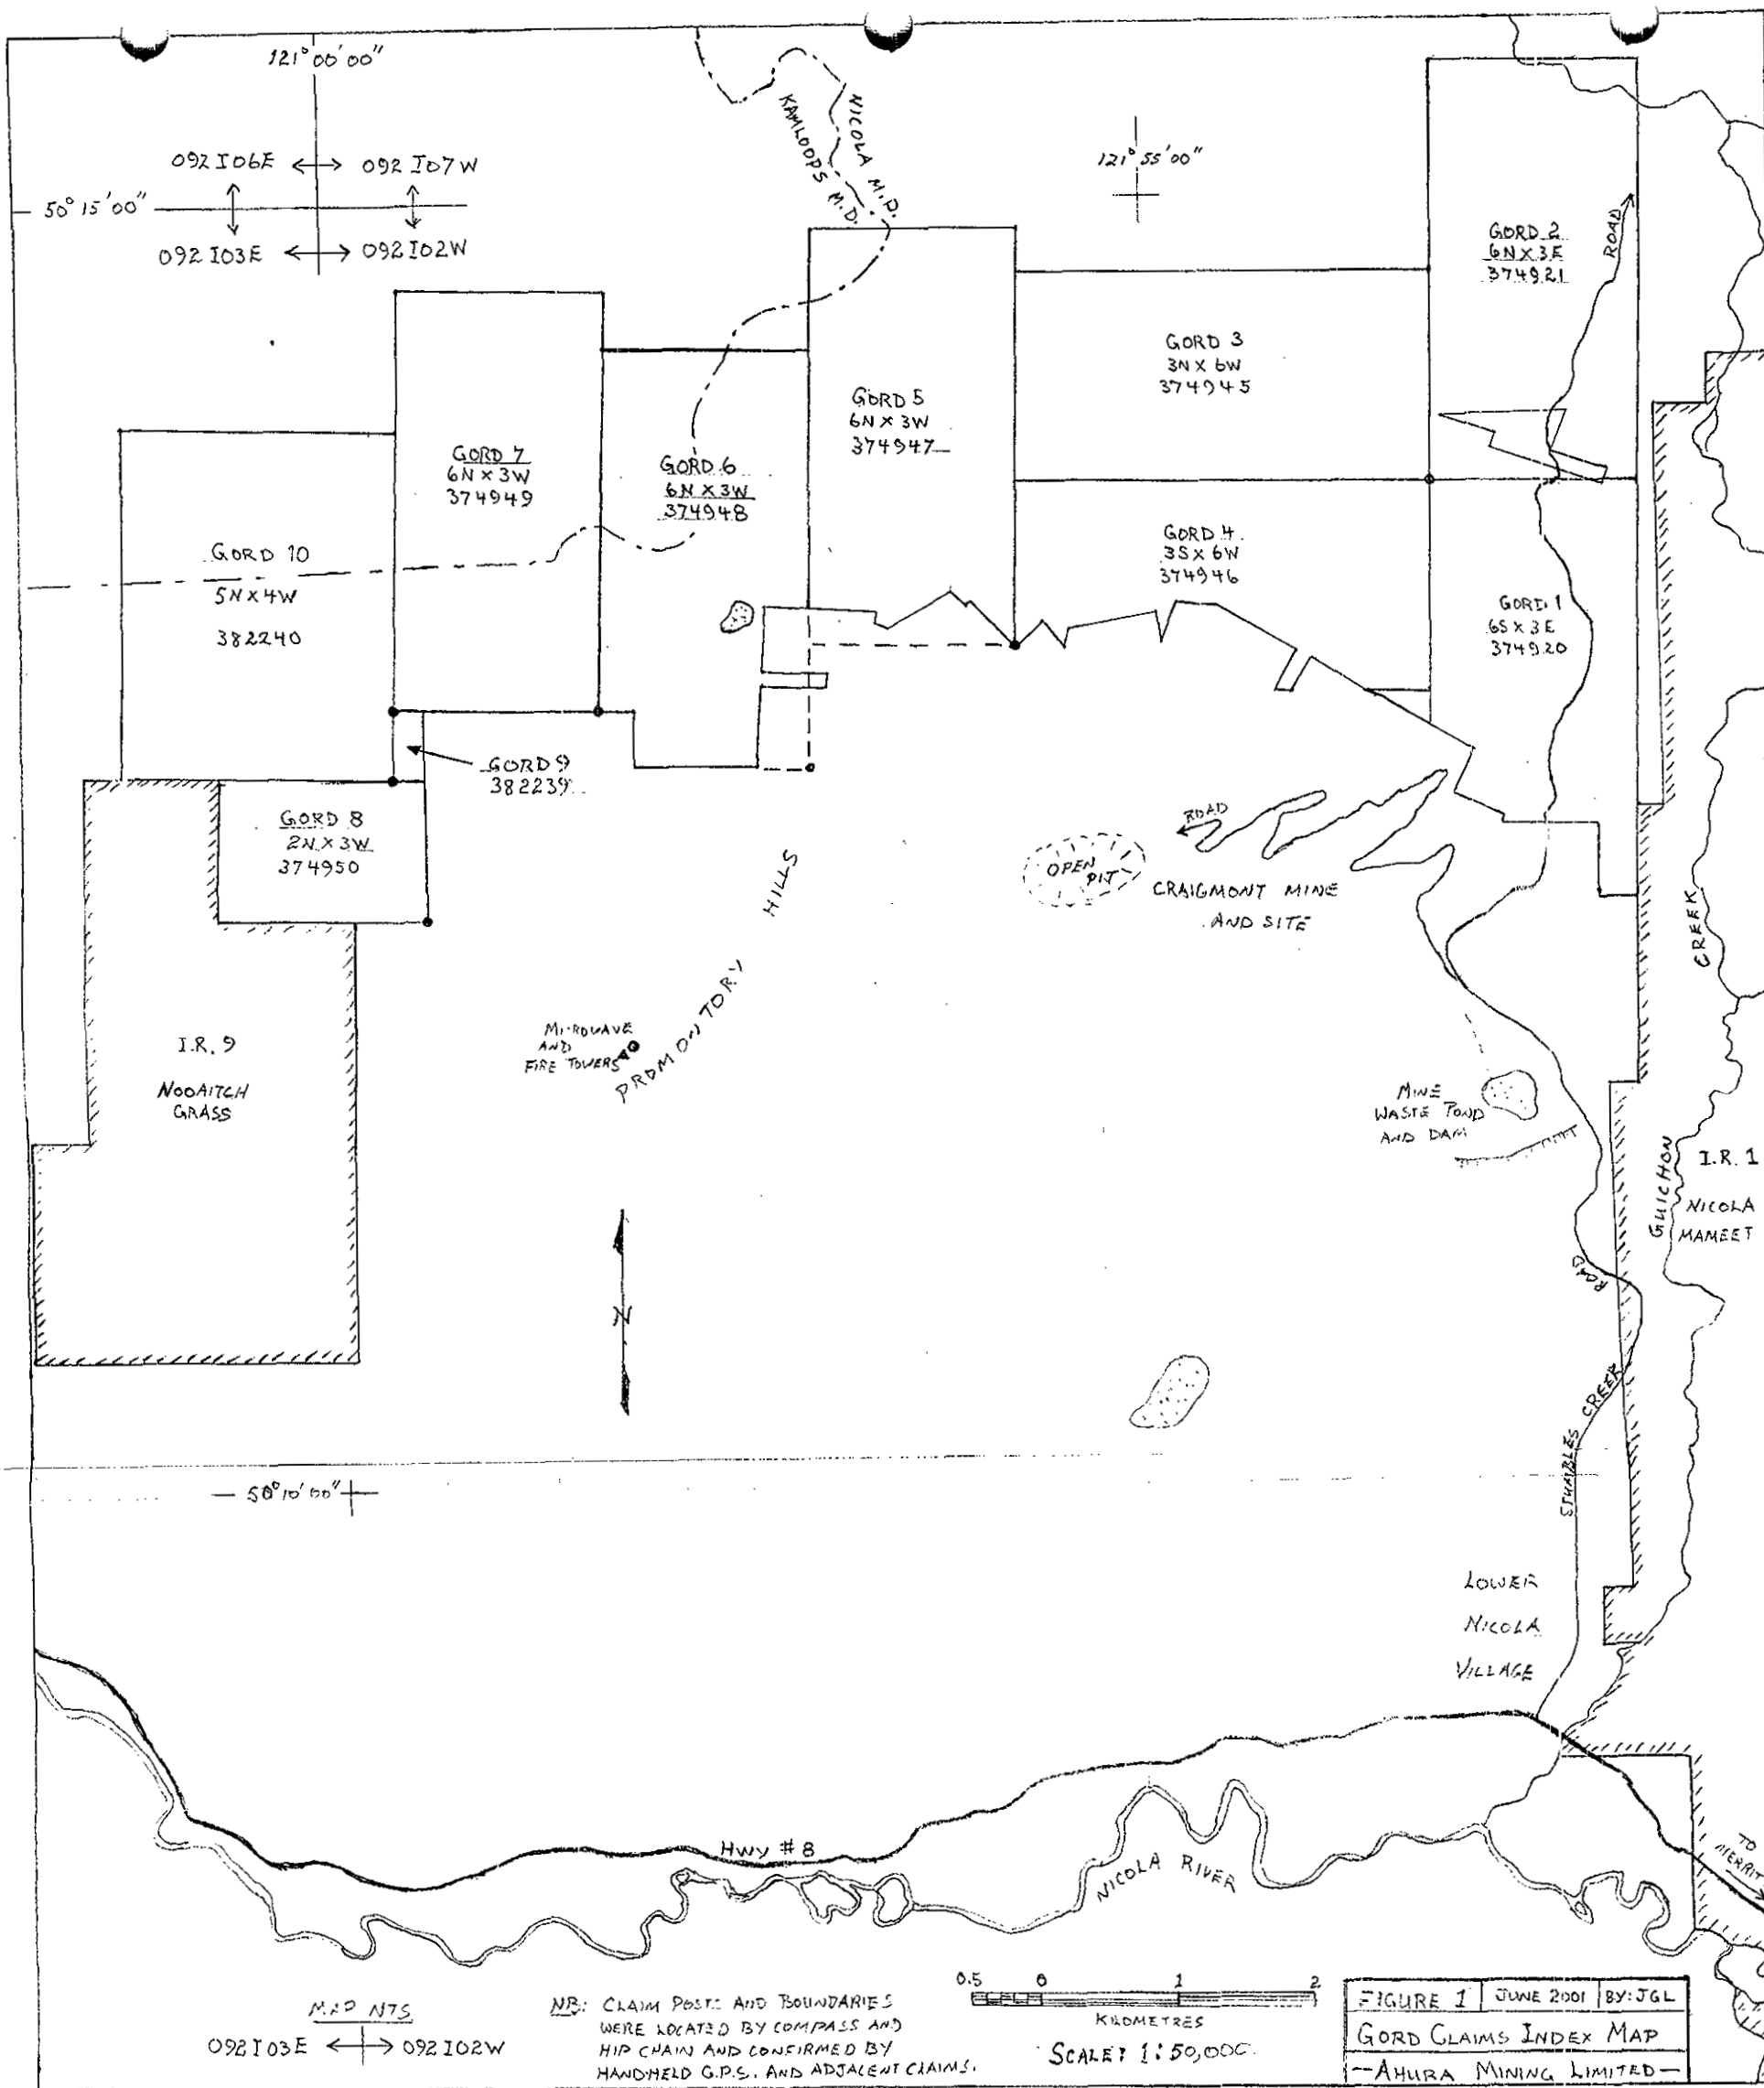 121° 00' 00"
NICOLA M.D.
KAMLOOPS M.D.
121° 55' 00"
092 I06E ⟷ 092 I07W
50° 15' 00"
092 I03E ⟷ 092 I02W
ROAD
GORD 2
6N X 3E
374921
GORD 3
3N X 6W
374945
GORD 5
6N X 3W
374947
GORD 7
6N X 3W
374949
GORD 6
6N X 3W
374948
GORD 10
5N X 4W
382240
GORD 4
3S X 6W
374946
GORD 1
6S X 3E
374920
GORD 9
382239
GORD 8
2N X 3W
374950
ROAD
OPEN
PIT
CRAIGMONT MINE
AND SITE
PROMONTORY HILLS
GUICHON CREEK
I.R. 9
NOOAITCH
GRASS
MICROWAVE
AND
FIRE TOWERS
MINE
WASTE POND
AND DAM
I.R. 1
NICOLA
MAMEET
N
ROAD
STUMBLES CREEK
50° 10' 00"
LOWER
NICOLA
VILLAGE
Hwy # 8
NICOLA RIVER
TO
MERRITT
MAP NTS
092 I03E ⟷ 092 I02W
NB: CLAIM POSTS AND BOUNDARIES
WERE LOCATED BY COMPASS AND
HIP CHAIN AND CONFIRMED BY
HANDHELD G.P.S. AND ADJACENT CLAIMS.
0.5 0 1 2
KILOMETRES
SCALE: 1:50,000
FIGURE 1 JUNE 2001 BY: JGL
GORD CLAIMS INDEX MAP
—AHURA MINING LIMITED—